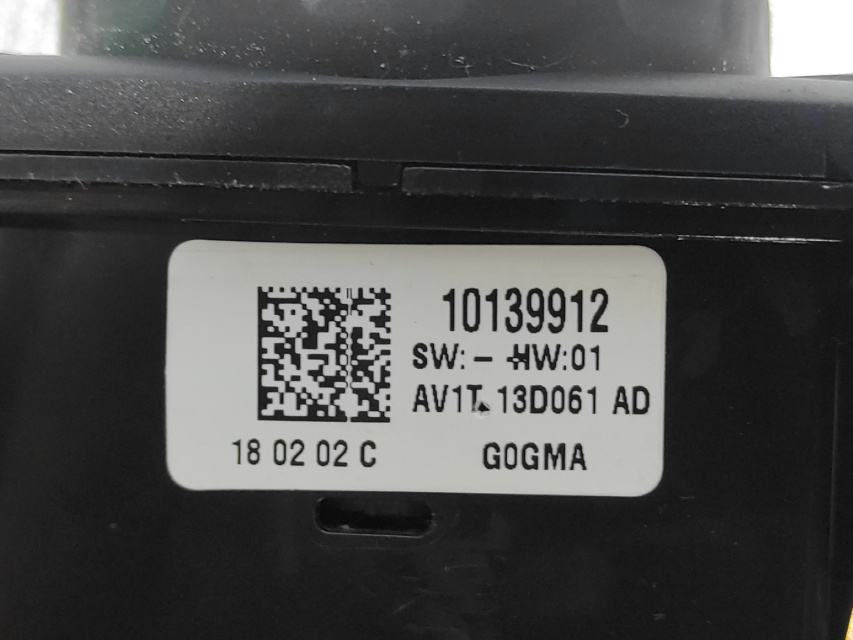 10139912
SW: - HW:01
AV1T 13D061 AD
18 02 02 C
G0GMA